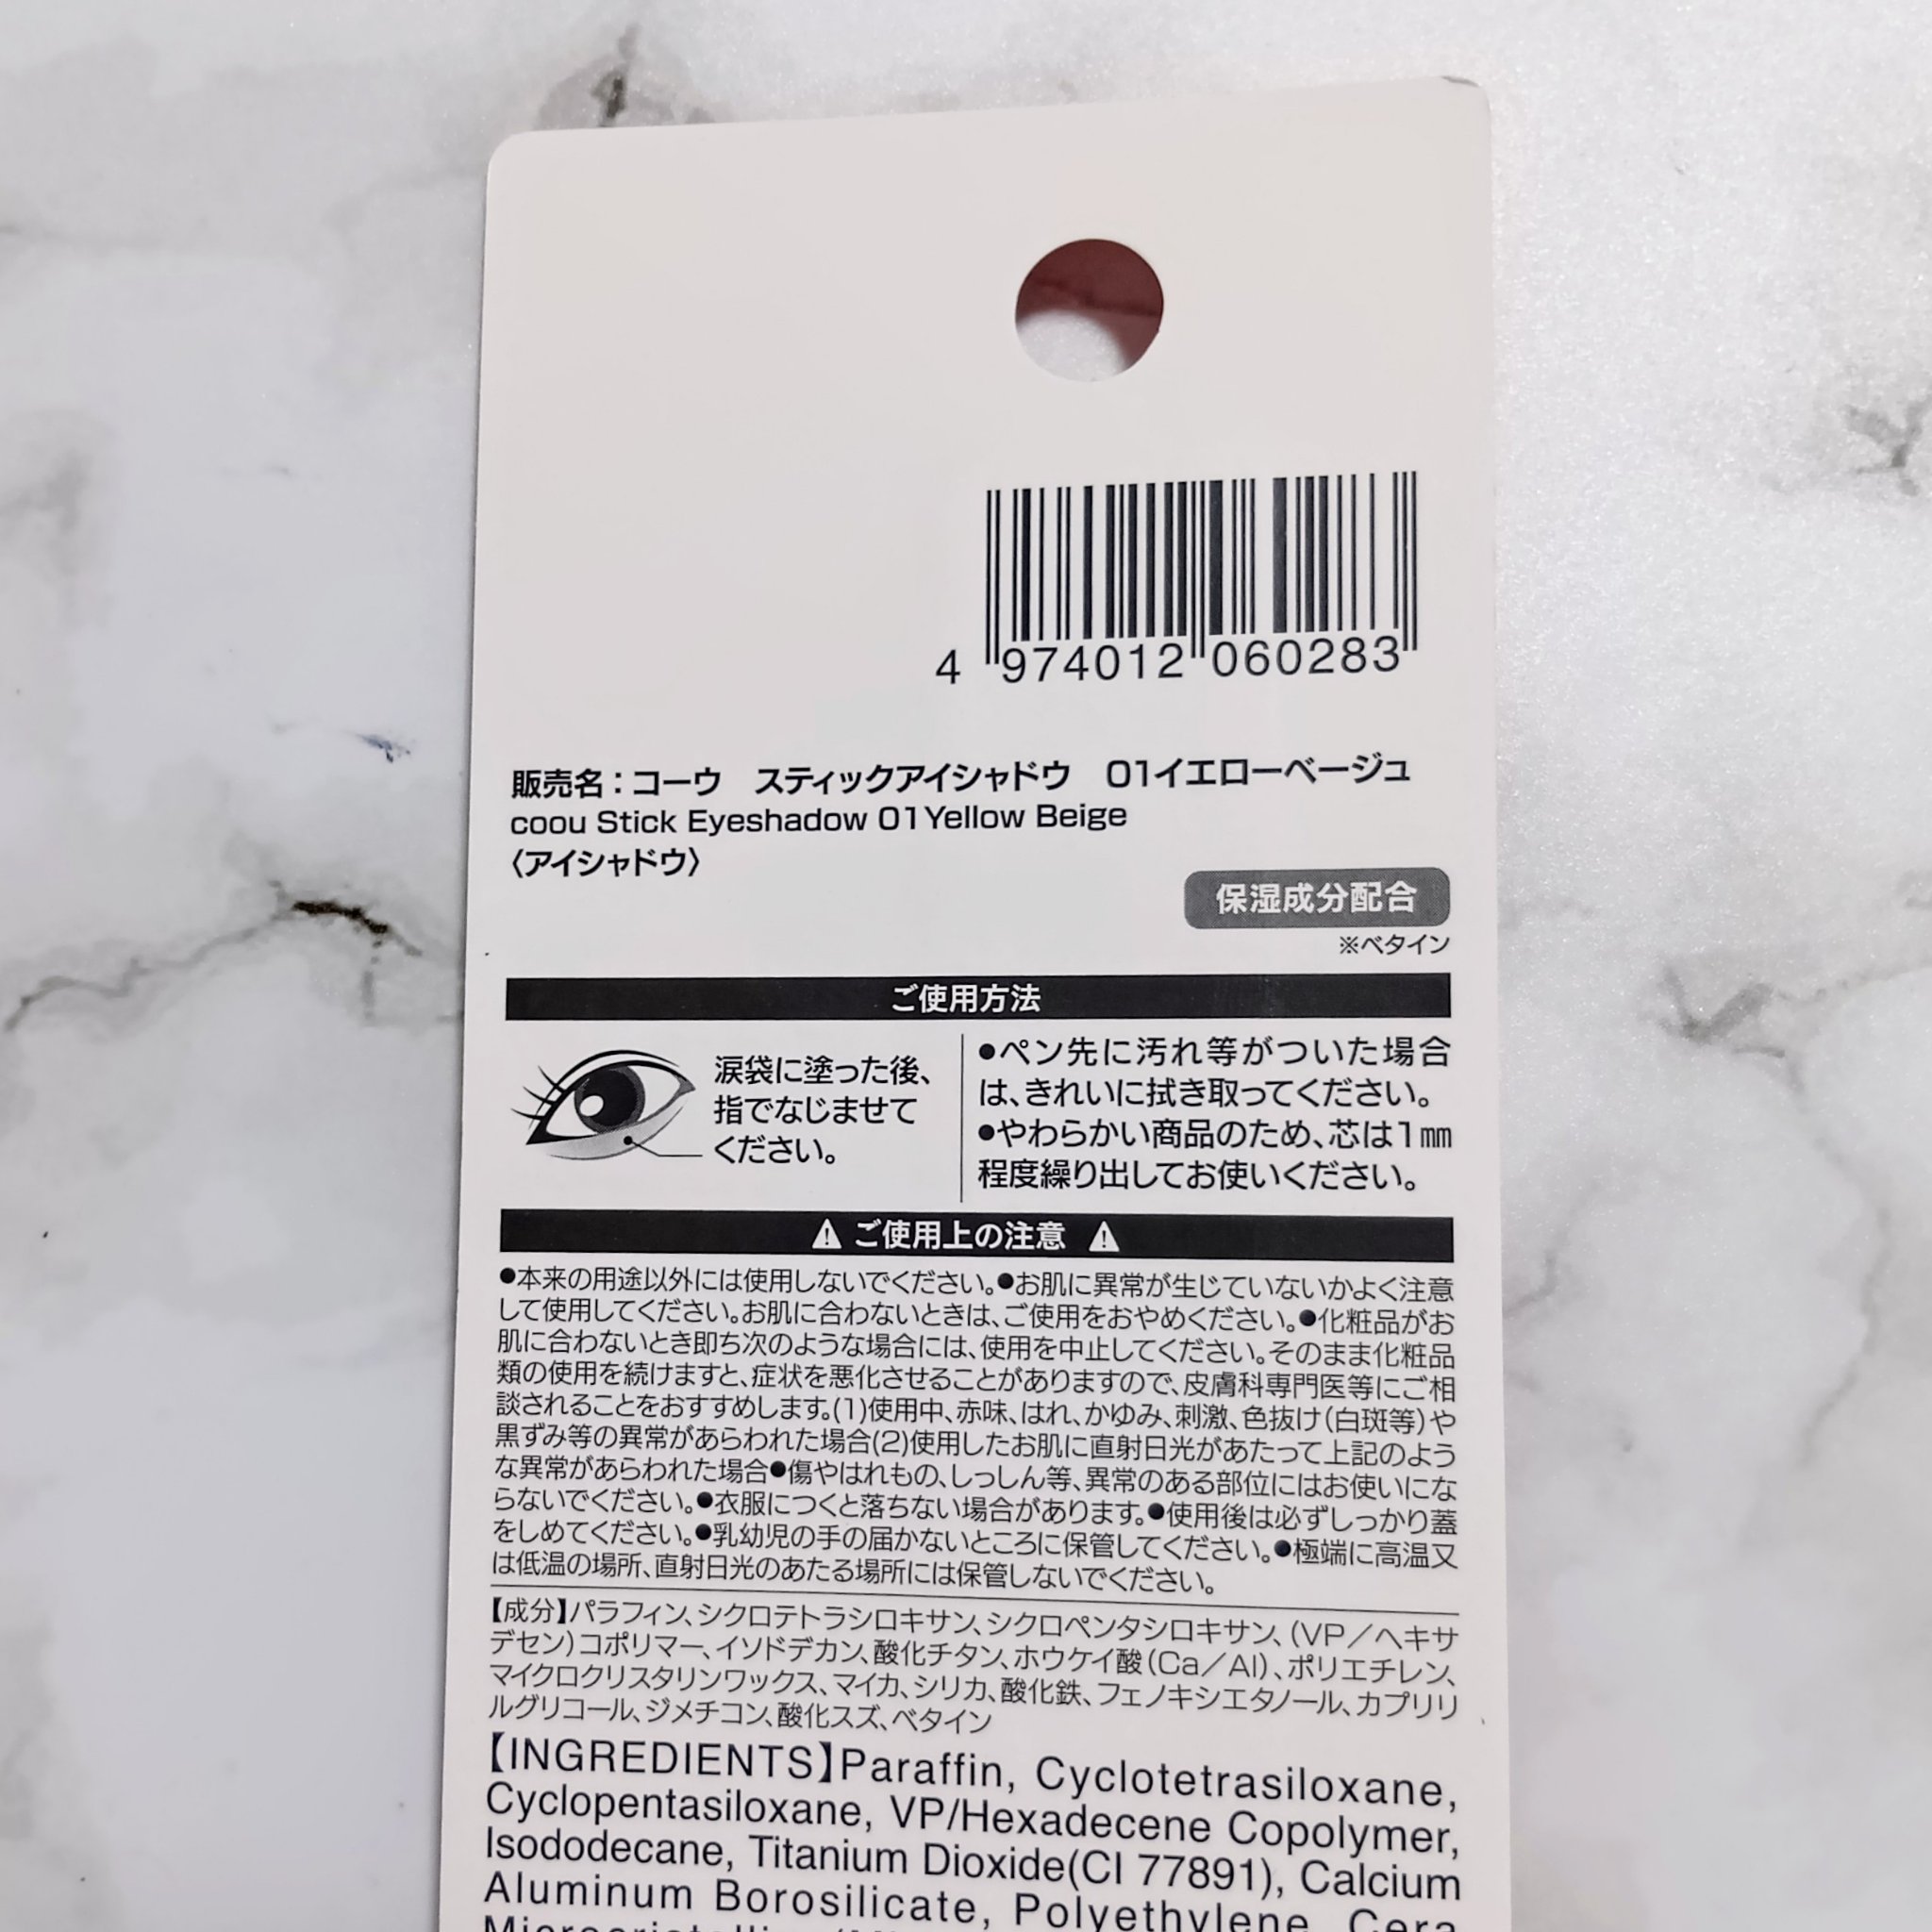 4 974012 060283
販売名：コーウ　スティックアイシャドウ　01イエローベージュ
coou Stick Eyeshadow 01Yellow Beige
〈アイシャドウ〉
保湿成分配合
※ベタイン
ご使用方法
涙袋に塗った後、
指でなじませて
ください。
●ペン先に汚れ等がついた場合
は、きれいに拭き取ってください。
●やわらかい商品のため、芯は1㎜
程度繰り出してお使いください。
⚠ ご使用上の注意 ⚠
●本来の用途以外には使用しないでください。●お肌に異常が生じていないかよく注意
して使用してください。お肌に合わないときは、ご使用をおやめください。●化粧品がお
肌に合わないとき即ち次のような場合には、使用を中止してください。そのまま化粧品
類の使用を続けますと、症状を悪化させることがありますので、皮膚科専門医等にご相
談されることをおすすめします。(1)使用中、赤味、はれ、かゆみ、刺激、色抜け(白斑等)や
黒ずみ等の異常があらわれた場合(2)使用したお肌に直射日光があたって上記のよう
な異常があらわれた場合●傷やはれもの、しっしん等、異常のある部位にはお使いにな
らないでください。●衣服につくと落ちない場合があります。●使用後は必ずしっかり蓋
をしめてください。●乳幼児の手の届かないところに保管してください。●極端に高温又
は低温の場所、直射日光のあたる場所には保管しないでください。
【成分】パラフィン、シクロテトラシロキサン、シクロペンタシロキサン、(VP／ヘキサ
デセン)コポリマー、イソドデカン、酸化チタン、ホウケイ酸(Ca／Al)、ポリエチレン、
マイクロクリスタリンワックス、マイカ、シリカ、酸化鉄、フェノキシエタノール、カプリリ
ルグリコール、ジメチコン、酸化スズ、ベタイン
【INGREDIENTS】Paraffin, Cyclotetrasiloxane,
Cyclopentasiloxane, VP/Hexadecene Copolymer,
Isododecane, Titanium Dioxide(CI 77891), Calcium
Aluminum Borosilicate, Polyethylene, Cera